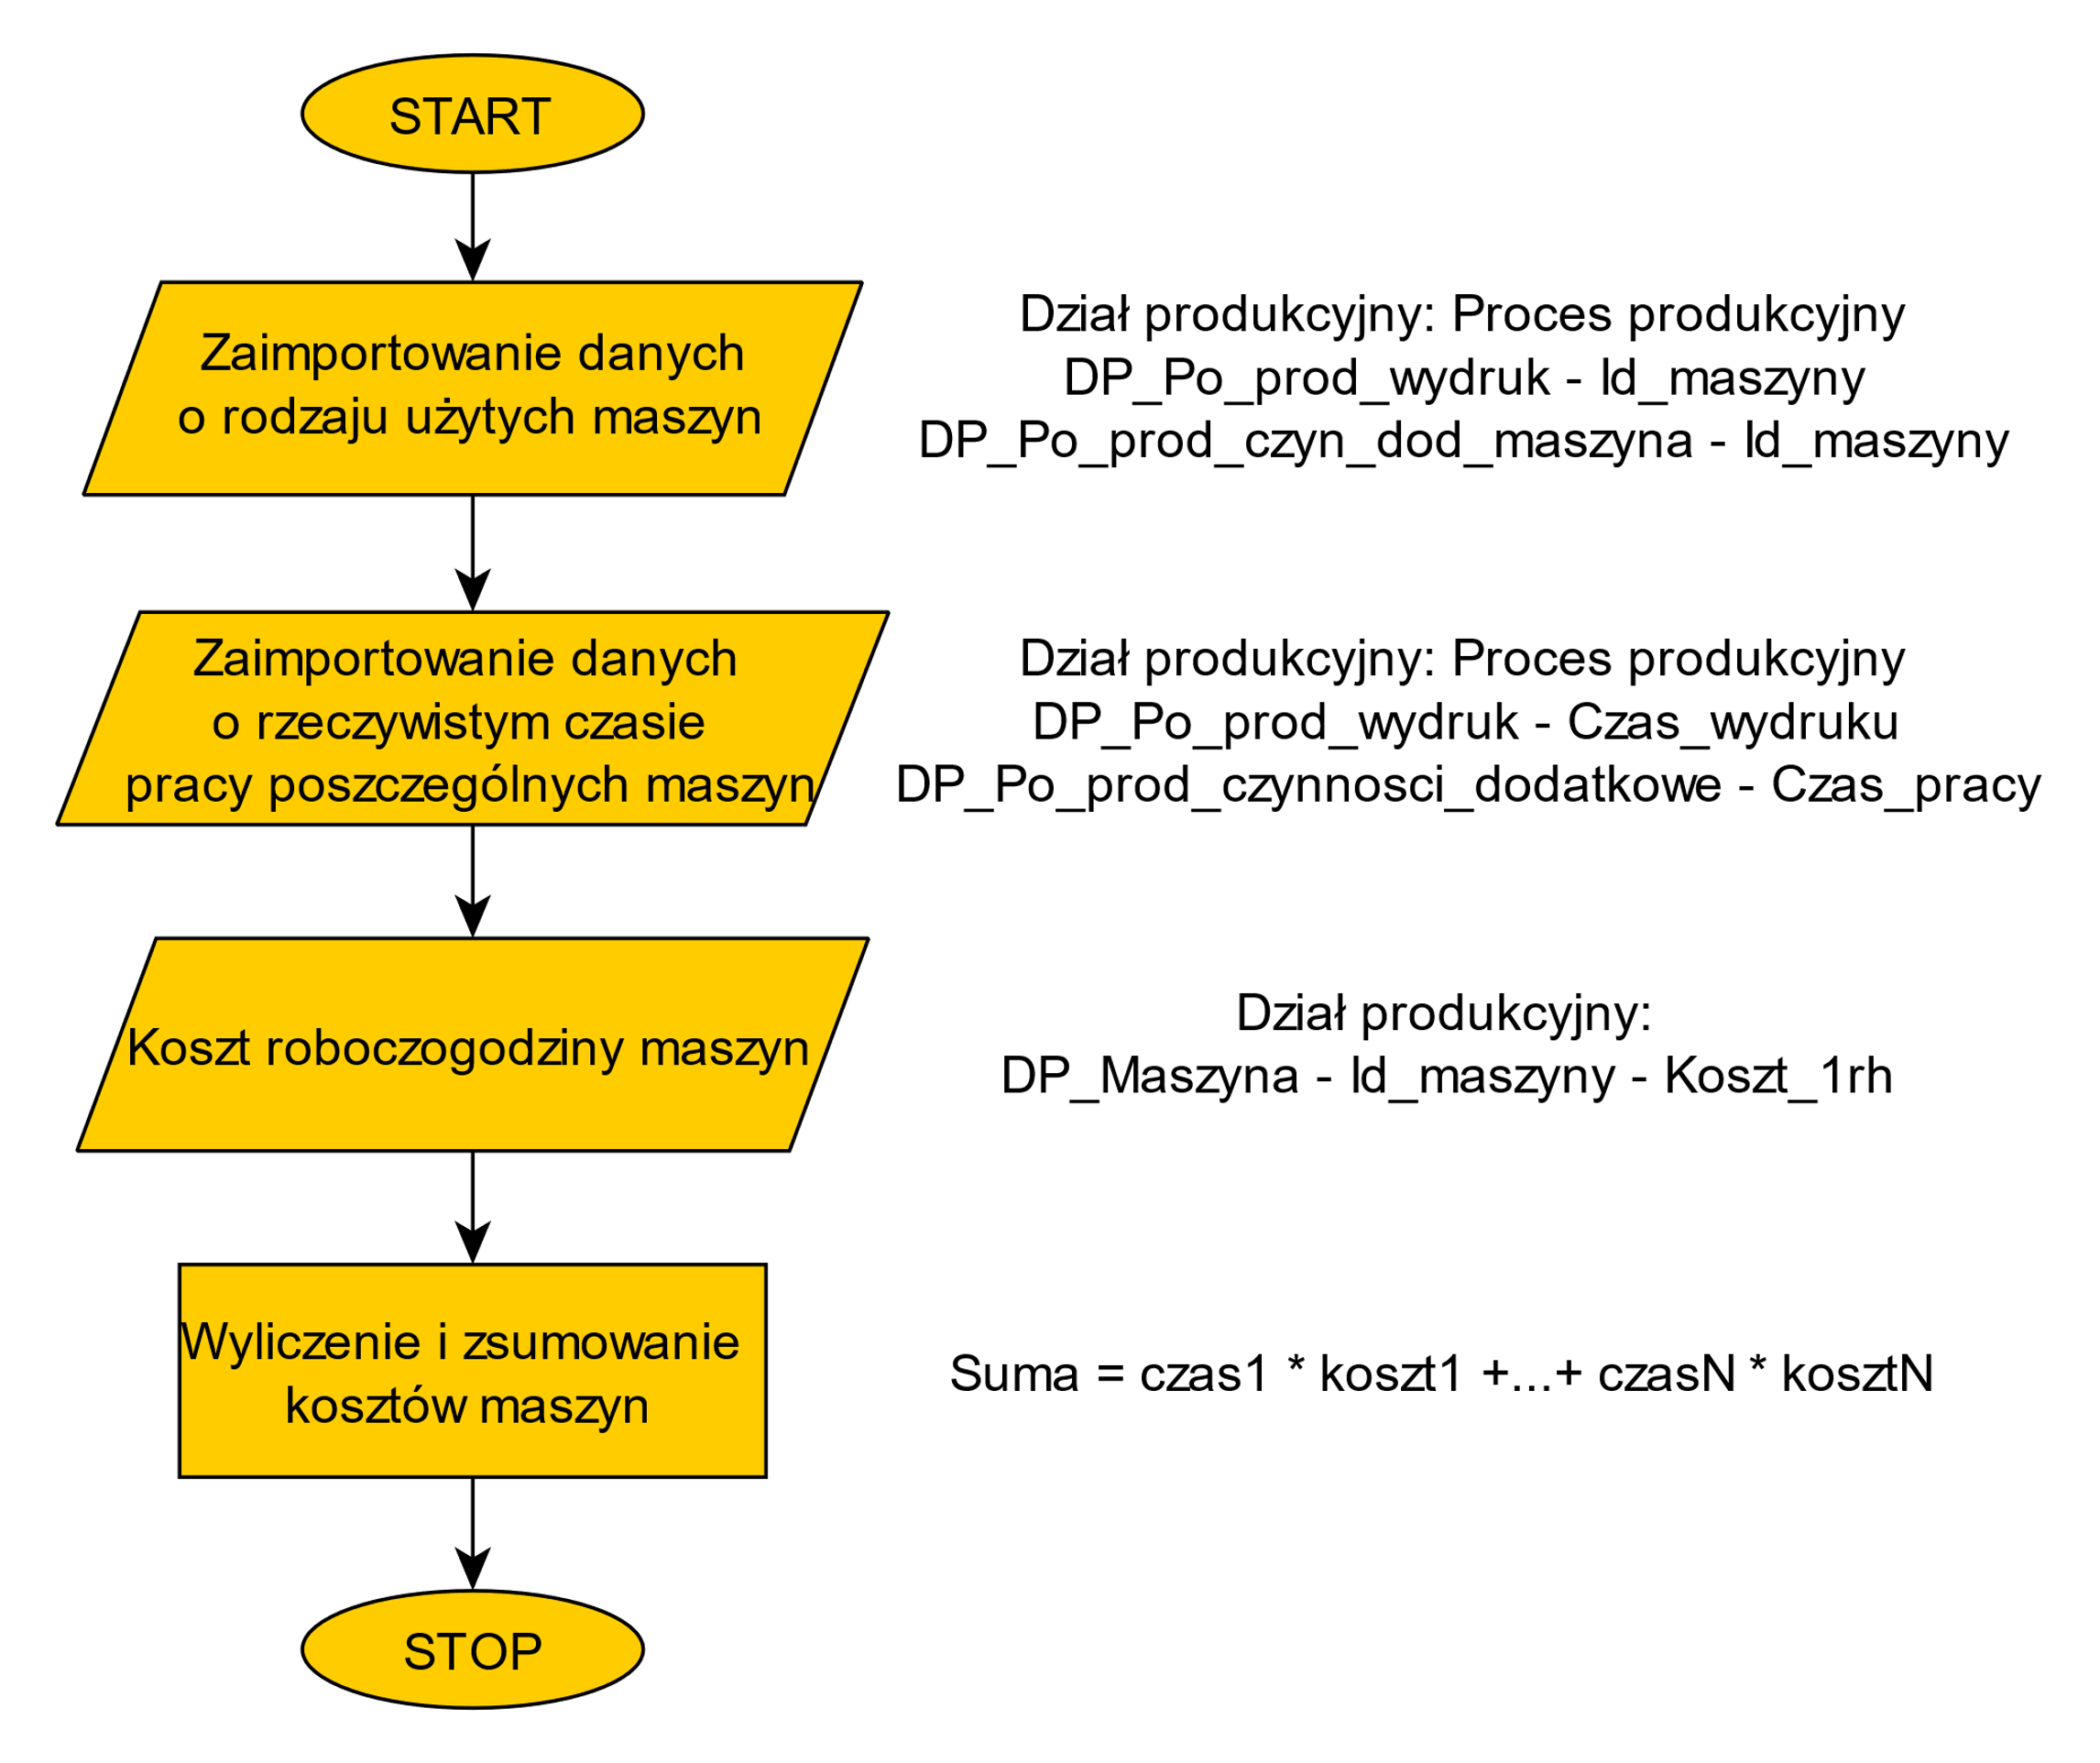 START
Zaimportowanie danych
o rodzaju użytych maszyn
Dział produkcyjny: Proces produkcyjny
DP_Po_prod_wydruk - Id_maszyny
DP_Po_prod_czyn_dod_maszyna - Id_maszyny
Zaimportowanie danych
o rzeczywistym czasie
pracy poszczególnych maszyn
Dział produkcyjny: Proces produkcyjny
DP_Po_prod_wydruk - Czas_wydruku
DP_Po_prod_czynnosci_dodatkowe - Czas_pracy
Koszt roboczogodziny maszyn
Dział produkcyjny:
DP_Maszyna - Id_maszyny - Koszt_1rh
Wyliczenie i zsumowanie
kosztów maszyn
Suma = czas1 * koszt1 +...+ czasN * kosztN
STOP